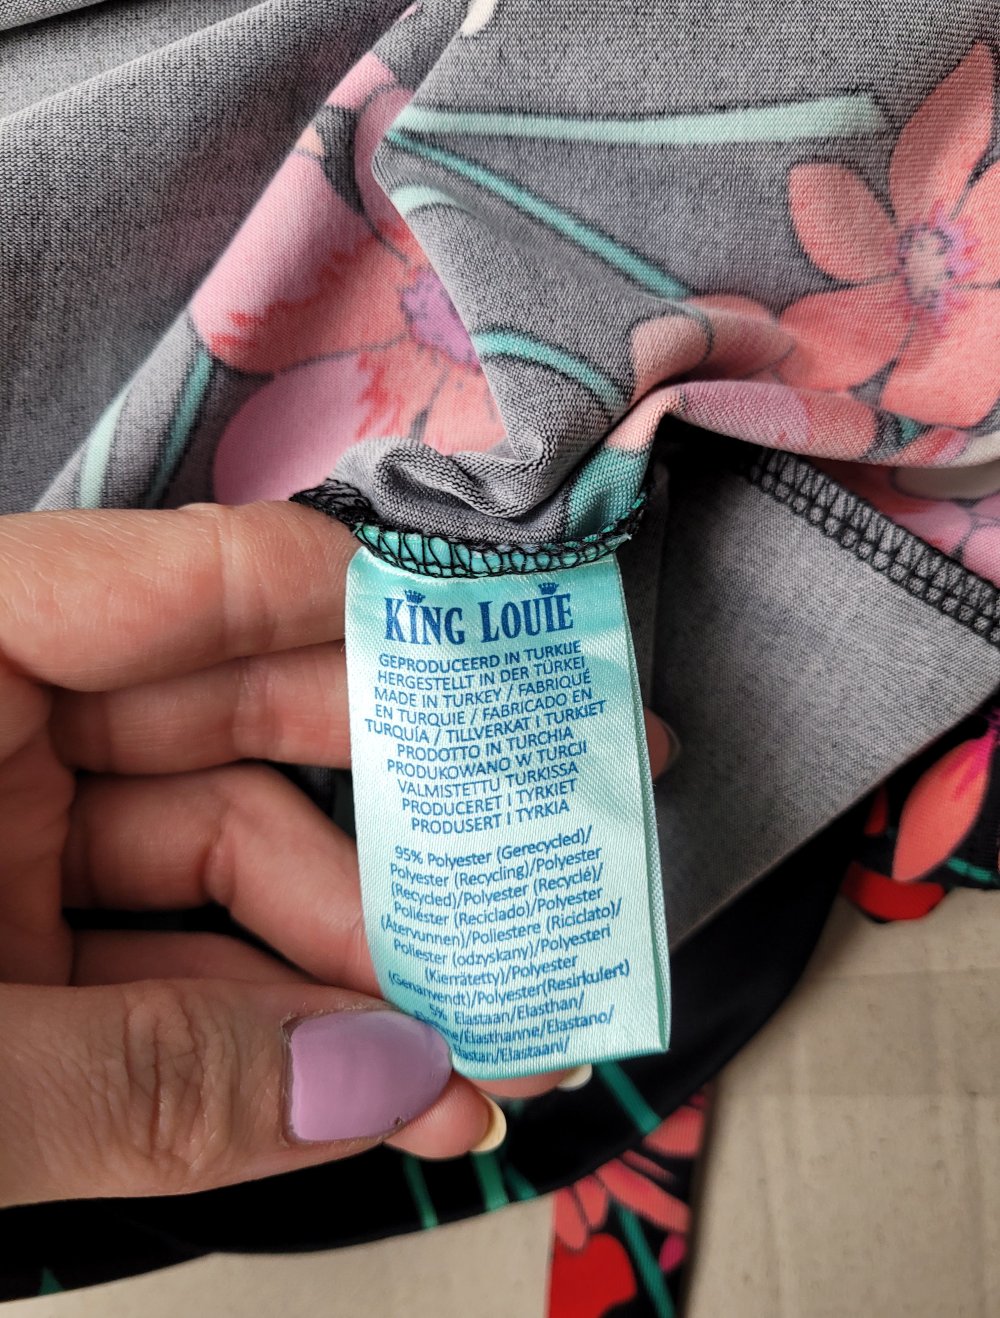 KING LOUIE
GEPRODUCEERD IN TURKIJE
HERGESTELLT IN DER TÜRKEI
MADE IN TURKEY / FABRIQUÉ
EN TURQUIE / FABRICADO EN
TURQUÍA / TILLVERKAT I TURKIET
PRODOTTO IN TURCHIA
PRODUKOWANO W TURCJI
VALMISTETTU TURKISSA
PRODUCERET I TYRKIET
PRODUSERT I TYRKIA
95% Polyester (Gerecycled)/
Polyester (Recycling)/Polyester
(Recycled)/Polyester (Recyclé)/
Poliéster (Reciclado)/Polyester
(Återvunnen)/Poliestere (Riciclato)/
Poliester (odzyskany)/Polyesteri
(Kierrätetty)/Polyester
(Genanvendt)/Polyester(Resirkulert)
5% Elastaan/Elasthan/
/Elasthanne/Elastano/
Elastan/Elastaani/